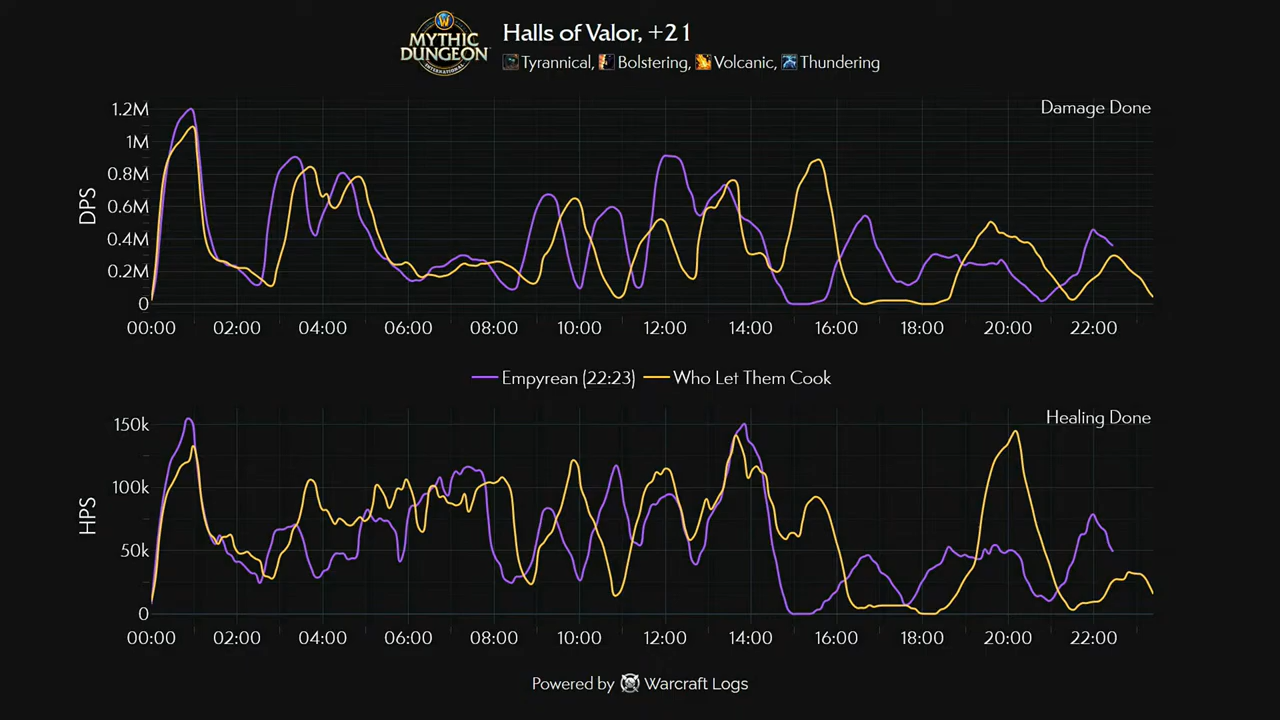 W
MYTHIC
DUNGEON
INTERNATIONAL
Halls of Valor, +21
Tyrannical, Bolstering, Volcanic, Thundering
Damage Done
DPS
1.2M
1M
0.8M
0.6M
0.4M
0.2M
0
00:00 02:00 04:00 06:00 08:00 10:00 12:00 14:00 16:00 18:00 20:00 22:00
Empyrean (22:23) Who Let Them Cook
Healing Done
HPS
150k
100k
50k
0
00:00 02:00 04:00 06:00 08:00 10:00 12:00 14:00 16:00 18:00 20:00 22:00
Powered by Warcraft Logs